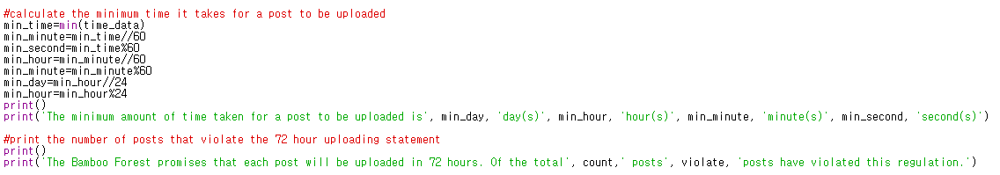 #calculate the minimum time it takes for a post to be uploaded
min_time=min(time_data)
min_minute=min_time//60
min_second=min_time%60
min_hour=min_minute//60
min_minute=min_minute%60
min_day=min_hour//24
min_hour=min_hour%24
print()
print('The minimum amount of time taken for a post to be uploaded is', min_day, 'day(s)', min_hour, 'hour(s)', min_minute, 'minute(s)', min_second, 'second(s)')
#print the number of posts that violate the 72 hour uploading statement
print()
print('The Bamboo Forest promises that each post will be uploaded in 72 hours. Of the total', count,' posts', violate, 'posts have violated this regulation.')